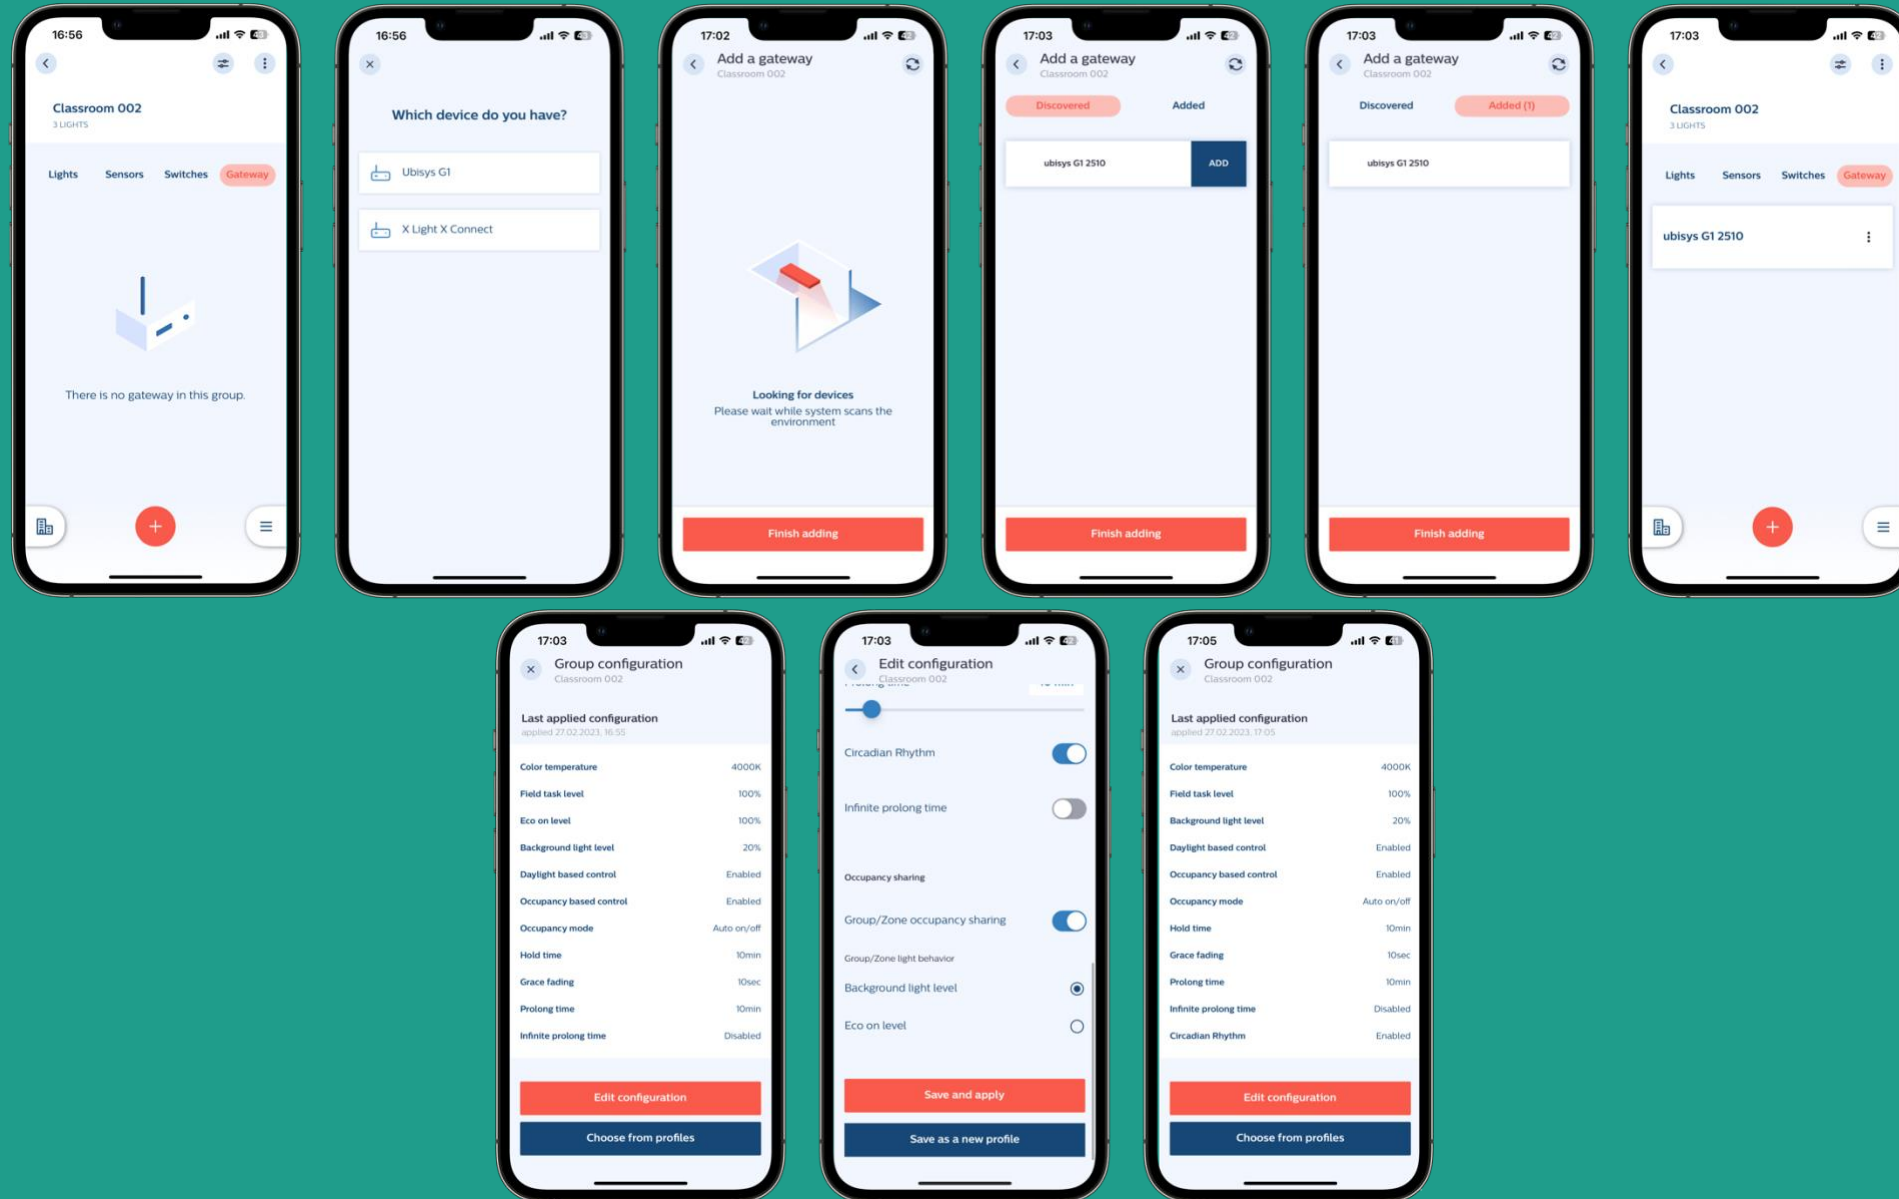 16:56
Classroom 002
3 LIGHTS
Lights Sensors Switches Gateway
There is no gateway in this group.
16:56
Which device do you have?
Ubisys G1
X Light X Connect
17:02
Add a gateway
Classroom 002
Looking for devices
Please wait while system scans the
environment
Finish adding
17:03
Add a gateway
Classroom 002
Discovered Added
ubisys G1 2510 ADD
Finish adding
17:03
Add a gateway
Classroom 002
Discovered Added (1)
ubisys G1 2510
Finish adding
17:03
Classroom 002
3 LIGHTS
Lights Sensors Switches Gateway
ubisys G1 2510
17:03
Group configuration
Classroom 002
Last applied configuration
applied 27.02.2023, 16:55
Color temperature 4000K
Field task level 100%
Eco on level 100%
Background light level 20%
Daylight based control Enabled
Occupancy based control Enabled
Occupancy mode Auto on/off
Hold time 10min
Grace fading 10sec
Prolong time 10min
Infinite prolong time Disabled
Edit configuration
Choose from profiles
17:03
Edit configuration
Classroom 002
Circadian Rhythm
Infinite prolong time
Occupancy sharing
Group/Zone occupancy sharing
Group/Zone light behavior
Background light level
Eco on level
Save and apply
Save as a new profile
17:05
Group configuration
Classroom 002
Last applied configuration
applied 27.02.2023, 17:05
Color temperature 4000K
Field task level 100%
Background light level 20%
Daylight based control Enabled
Occupancy based control Enabled
Occupancy mode Auto on/off
Hold time 10min
Grace fading 10sec
Prolong time 10min
Infinite prolong time Disabled
Circadian Rhythm Enabled
Edit configuration
Choose from profiles